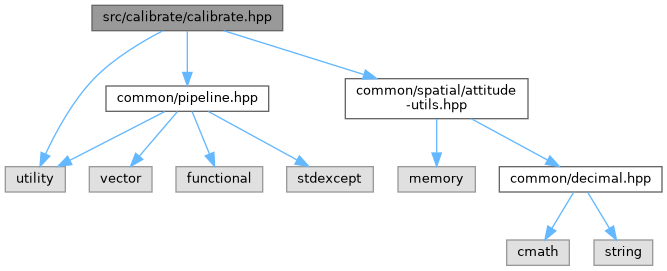 src/calibrate/calibrate.hpp
common/pipeline.hpp
common/spatial/attitude
-utils.hpp
utility
vector
functional
stdexcept
memory
common/decimal.hpp
cmath
string